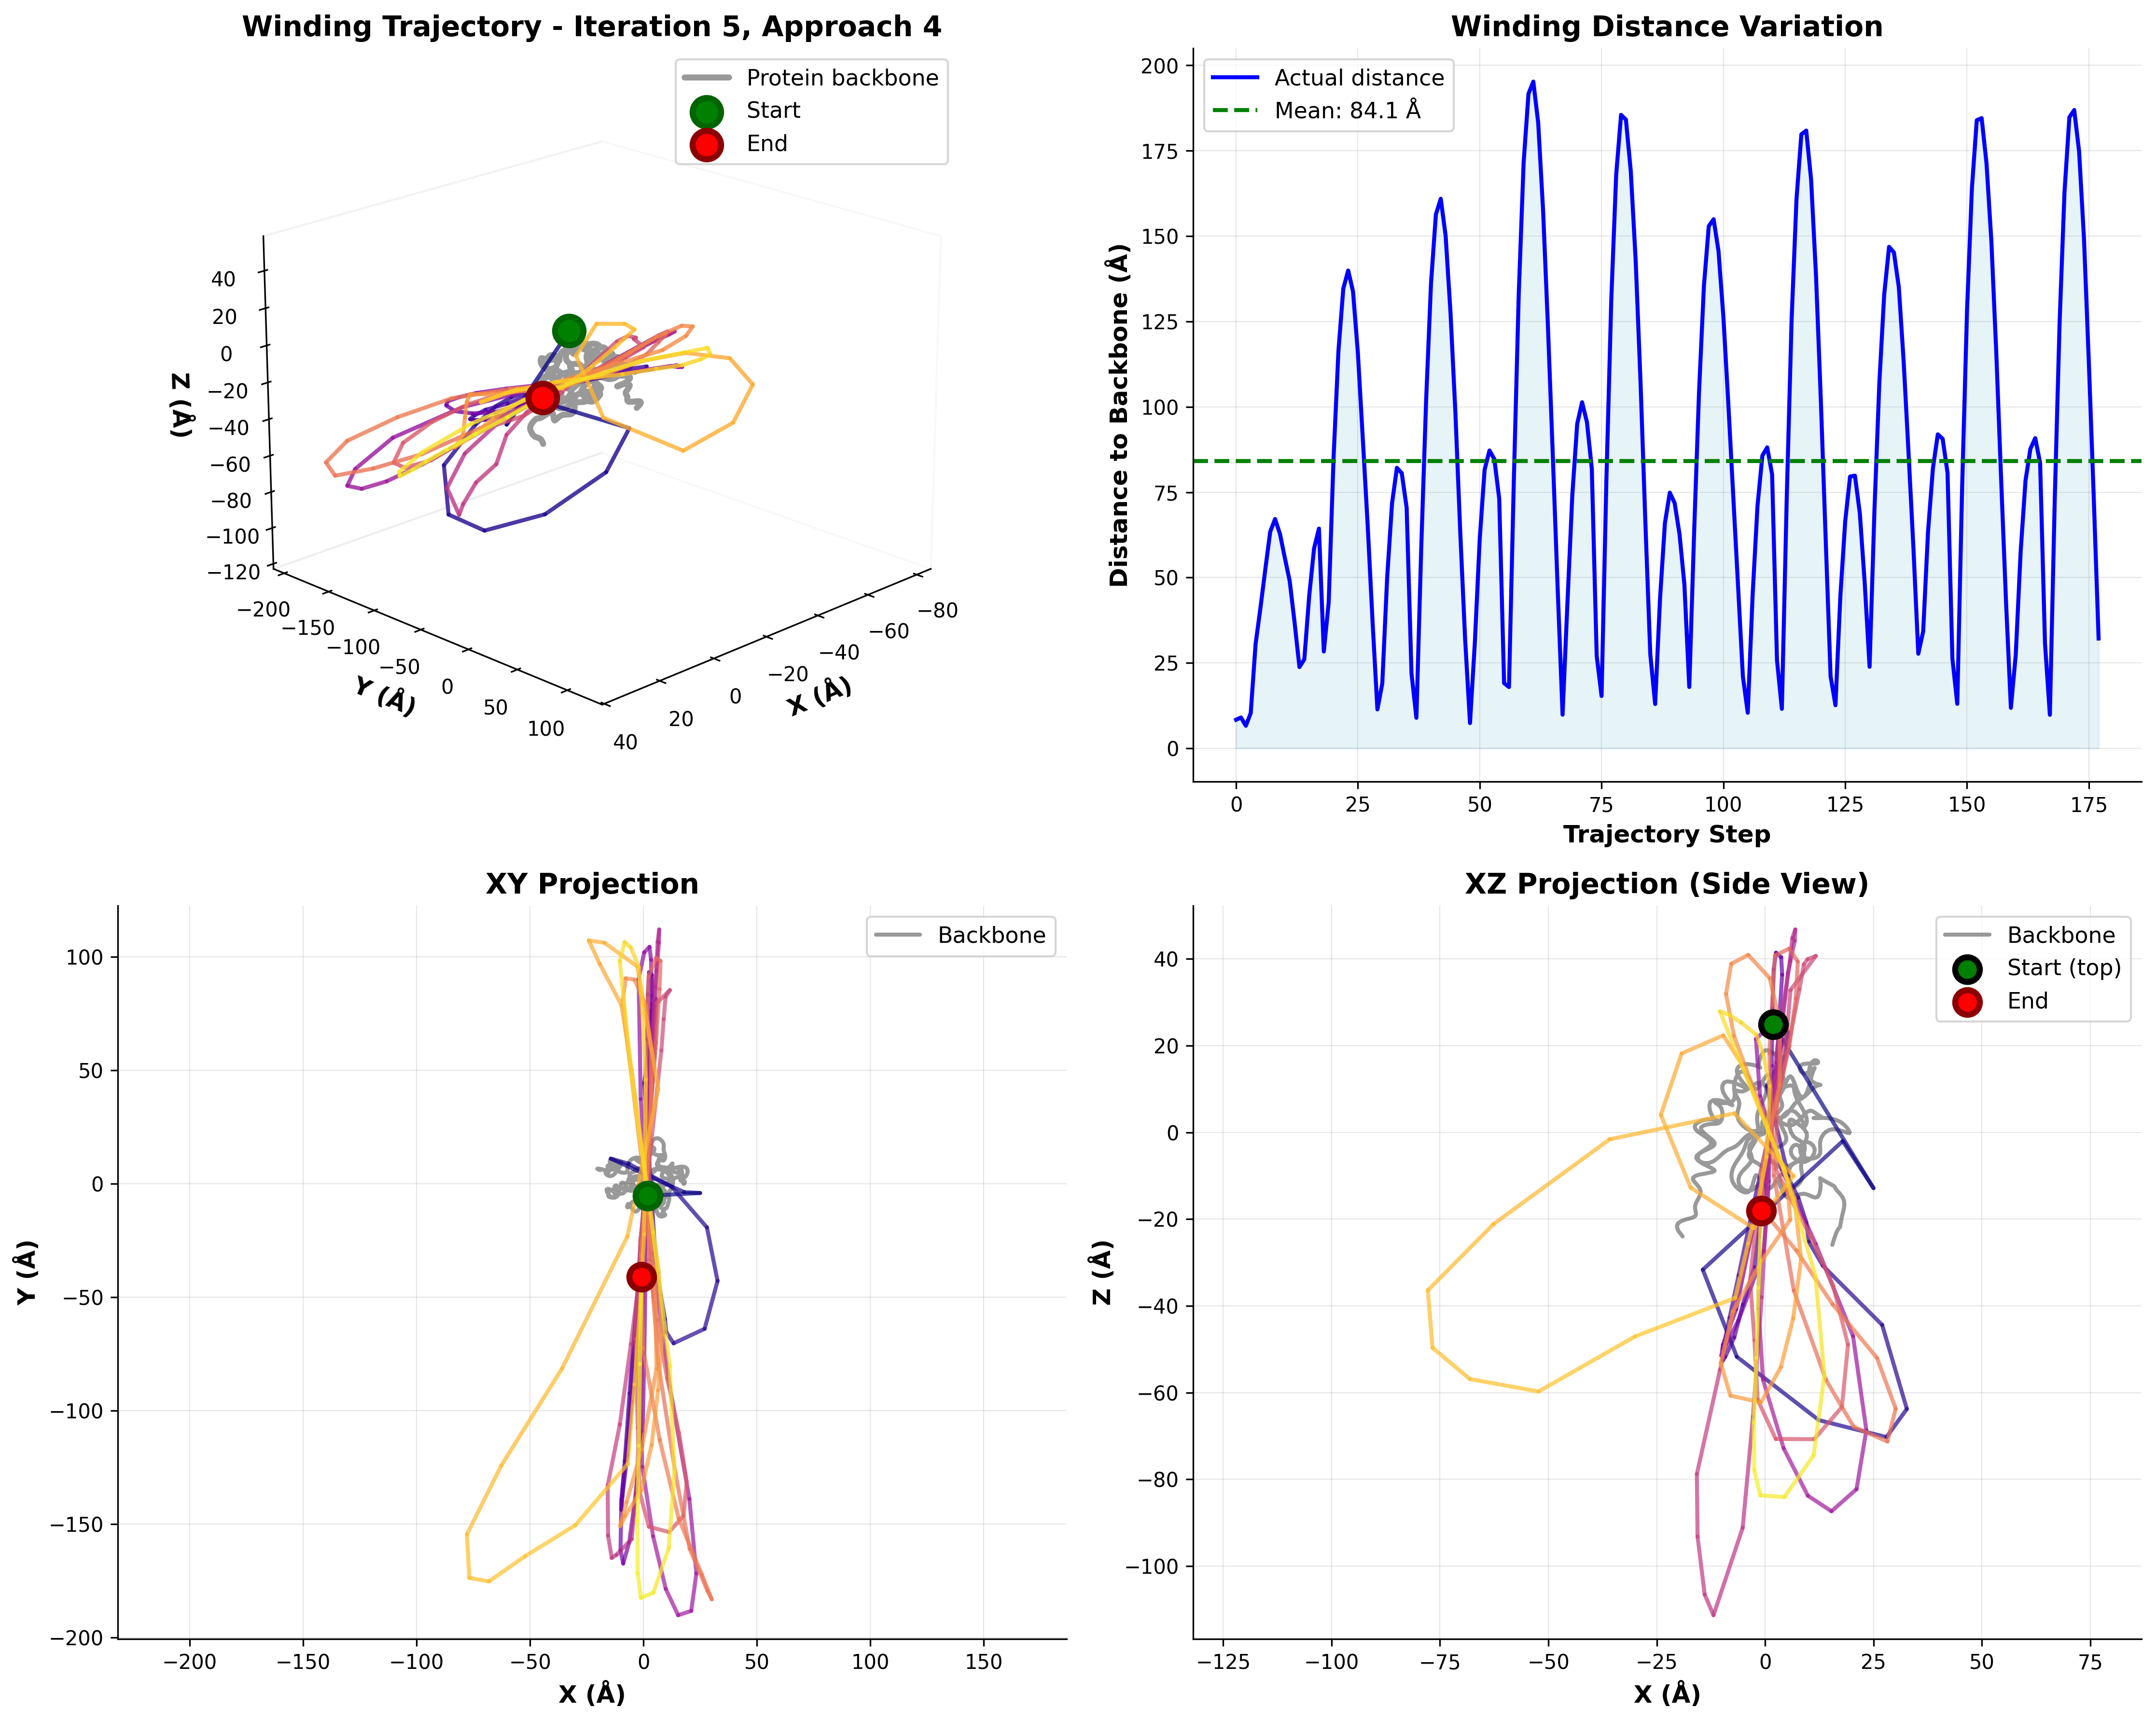 Winding Trajectory - Iteration 5, Approach 4
Protein backbone
Start
End
40
20
0
−20
−40
−60
−80
−100
−120
Z (Å)
−200
−150
−100
−50
0
50
100
Y (Å)
−80
−60
−40
−20
0
20
40
X (Å)
Winding Distance Variation
Actual distance
Mean: 84.1 Å
200
175
150
125
100
75
50
25
0
Distance to Backbone (Å)
0 25 50 75 100 125 150 175
Trajectory Step
XY Projection
Backbone
100
50
0
−50
−100
−150
−200
Y (Å)
−200 −150 −100 −50 0 50 100 150
X (Å)
XZ Projection (Side View)
Backbone
Start (top)
End
40
20
0
−20
−40
−60
−80
−100
Z (Å)
−125 −100 −75 −50 −25 0 25 50 75
X (Å)